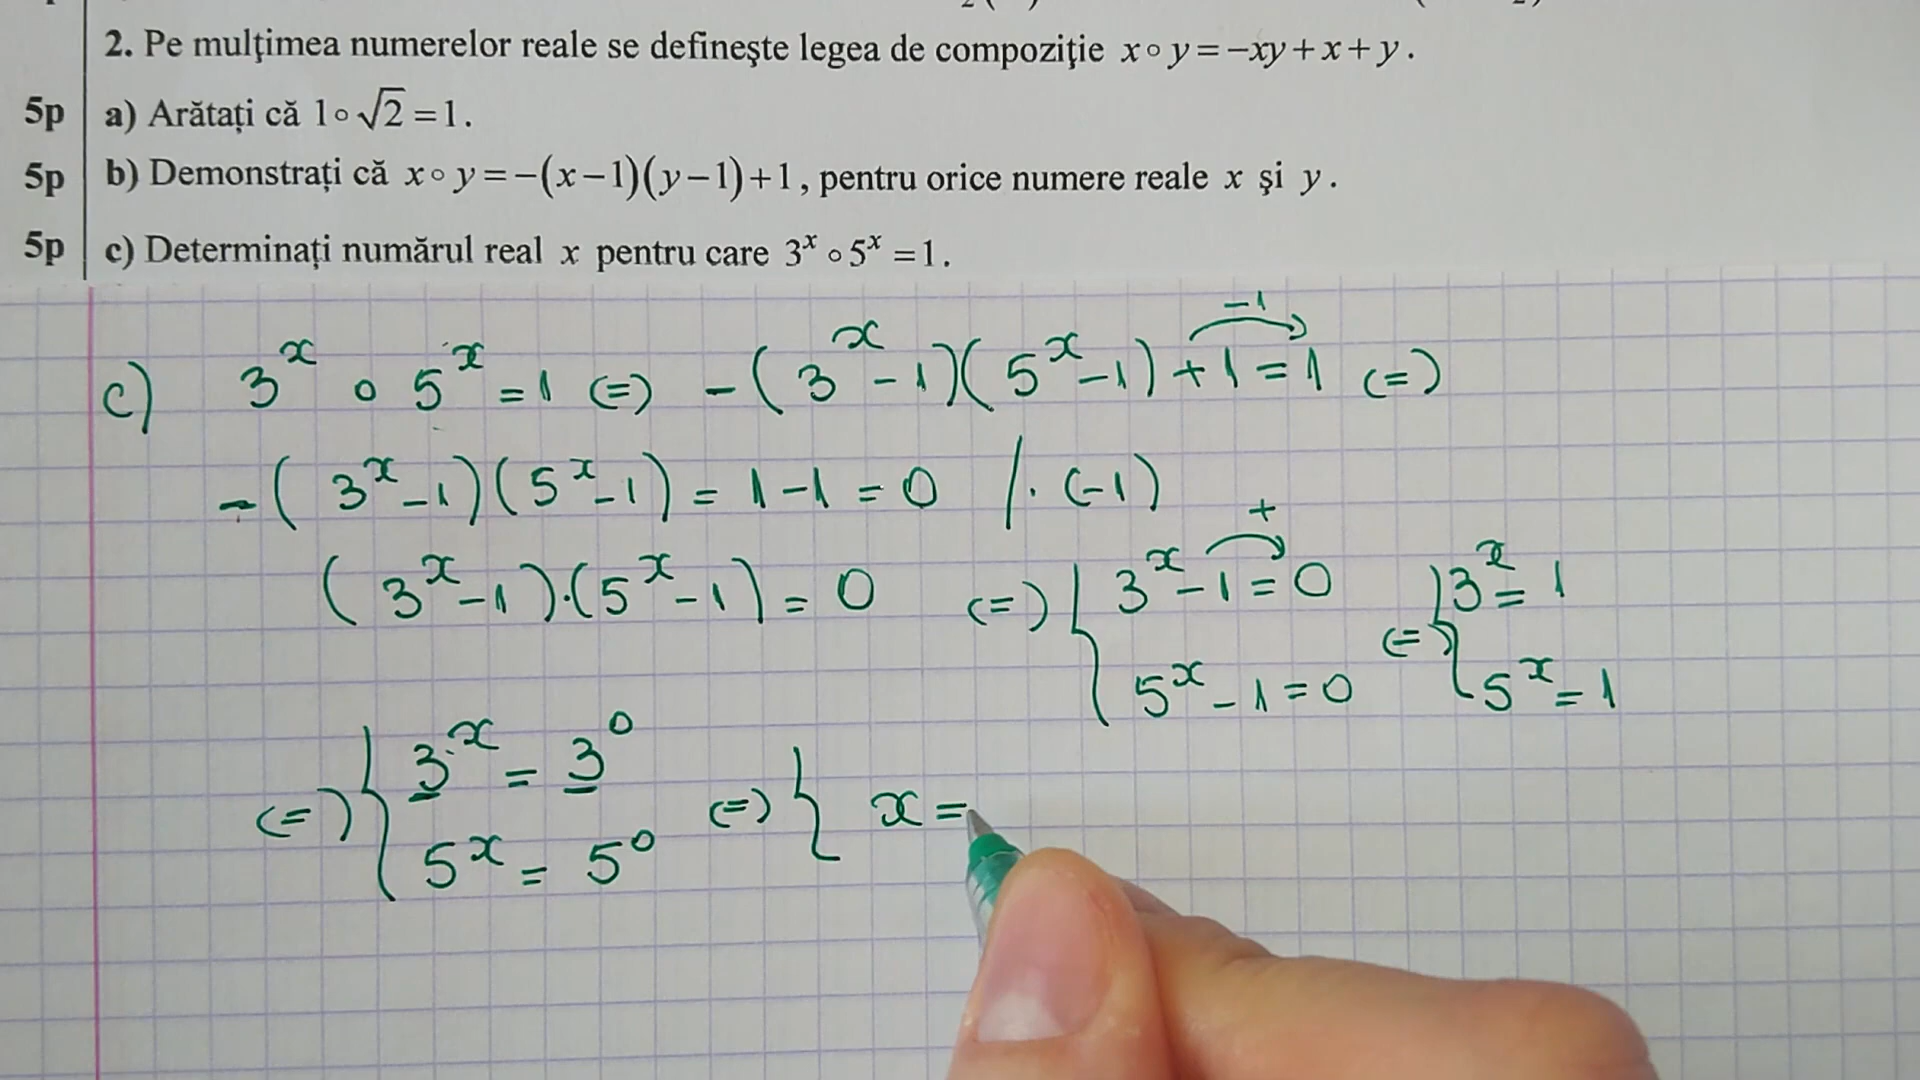 2. Pe mulţimea numerelor reale se defineşte legea de compoziţie x∘y=−xy+x+y.
5p a) Arătați că 1∘√2=1.
5p b) Demonstrați că x∘y=−(x−1)(y−1)+1, pentru orice numere reale x şi y.
5p c) Determinați numărul real x pentru care 3^x∘5^x=1.
−1
c) 3^x ∘ 5^x = 1 (=) −(3^x−1)(5^x−1)+1=1 (=)
−(3^x−1)(5^x−1) = 1−1 = 0 /·(−1)
+
(3^x−1)·(5^x−1) = 0 (=) { 3^x−1=0 (=) { 3^x=1
5^x−1=0 5^x=1
(=) { 3^x = 3^0 (=) { x =
5^x = 5^0